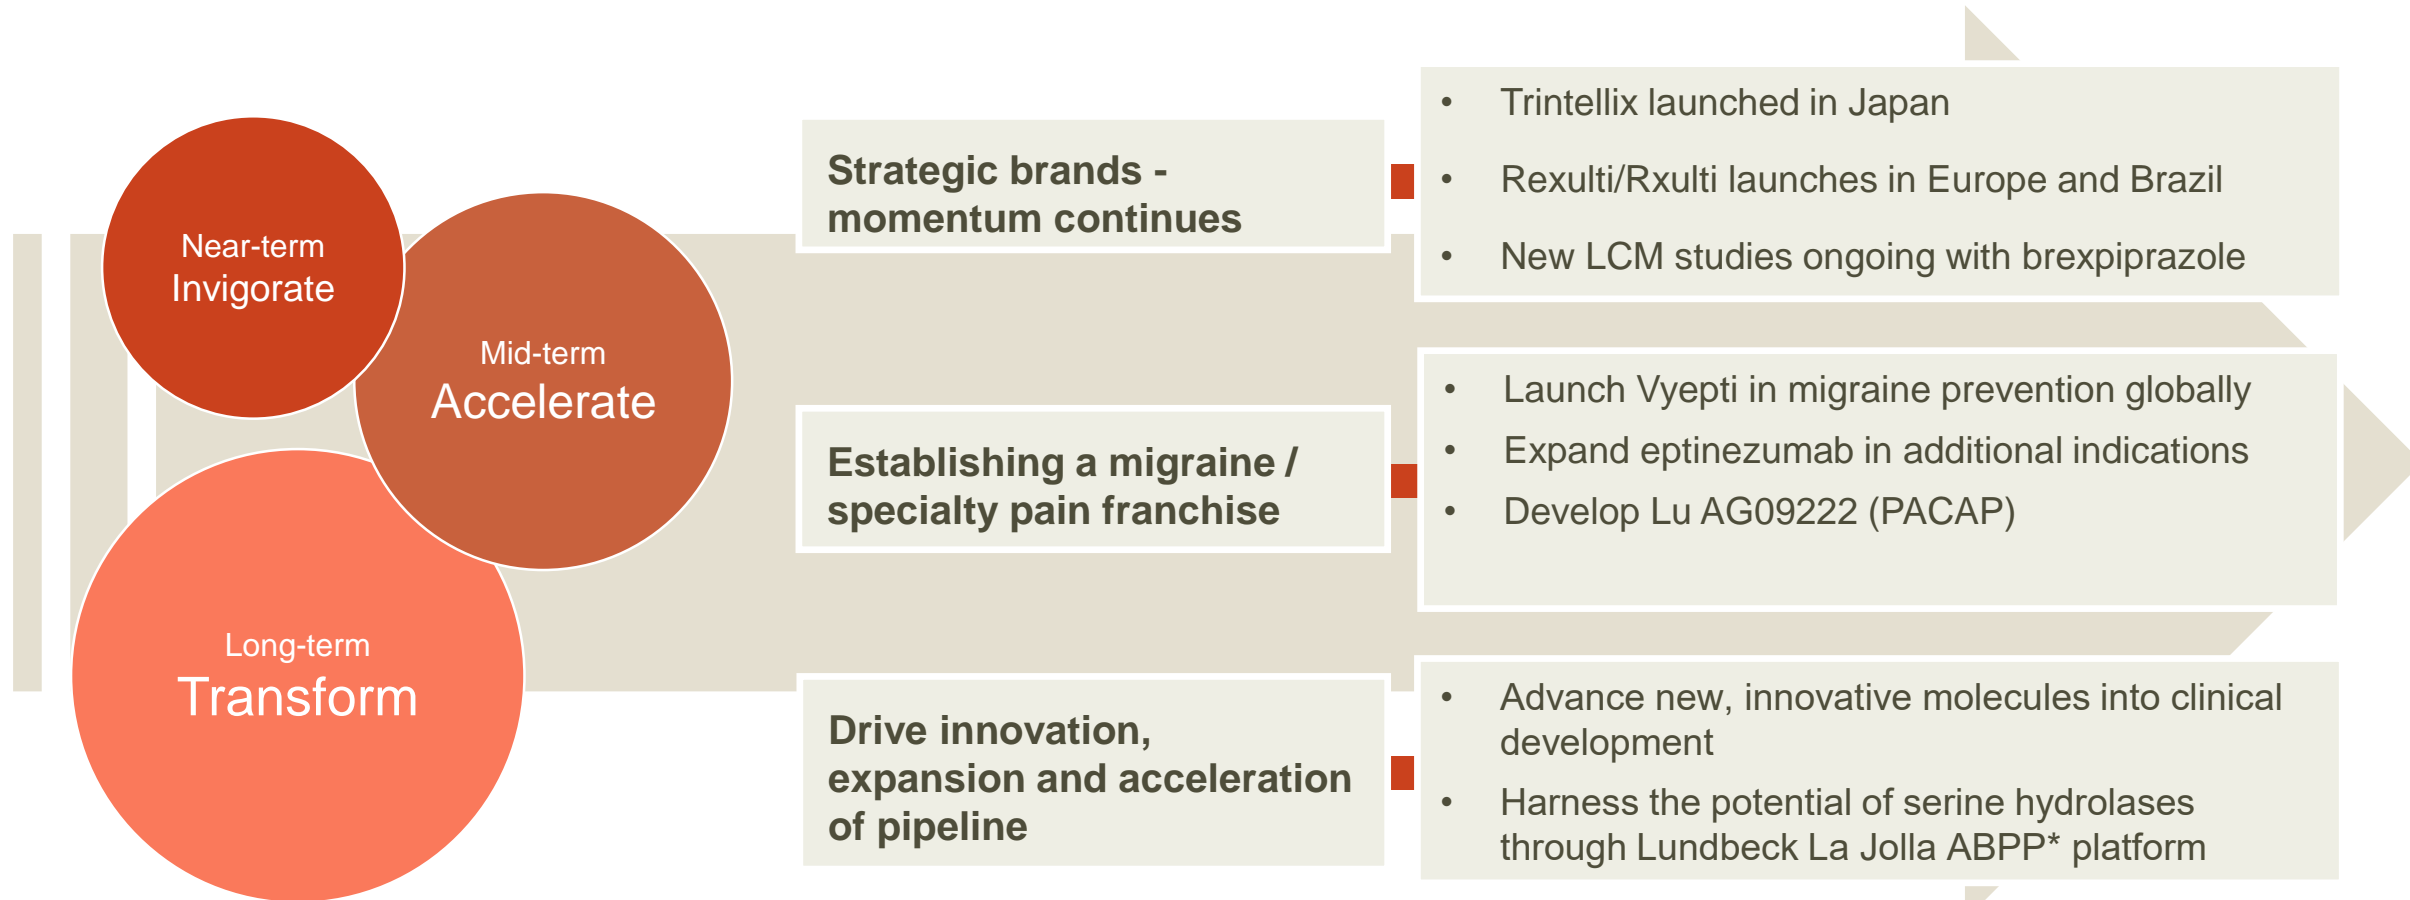 Near-term
Invigorate
Mid-term
Accelerate
Long-term
Transform
Strategic brands -
momentum continues
• Trintellix launched in Japan
• Rexulti/Rxulti launches in Europe and Brazil
• New LCM studies ongoing with brexpiprazole
Establishing a migraine /
specialty pain franchise
• Launch Vyepti in migraine prevention globally
• Expand eptinezumab in additional indications
• Develop Lu AG09222 (PACAP)
Drive innovation,
expansion and acceleration
of pipeline
• Advance new, innovative molecules into clinical
development
• Harness the potential of serine hydrolases
through Lundbeck La Jolla ABPP* platform